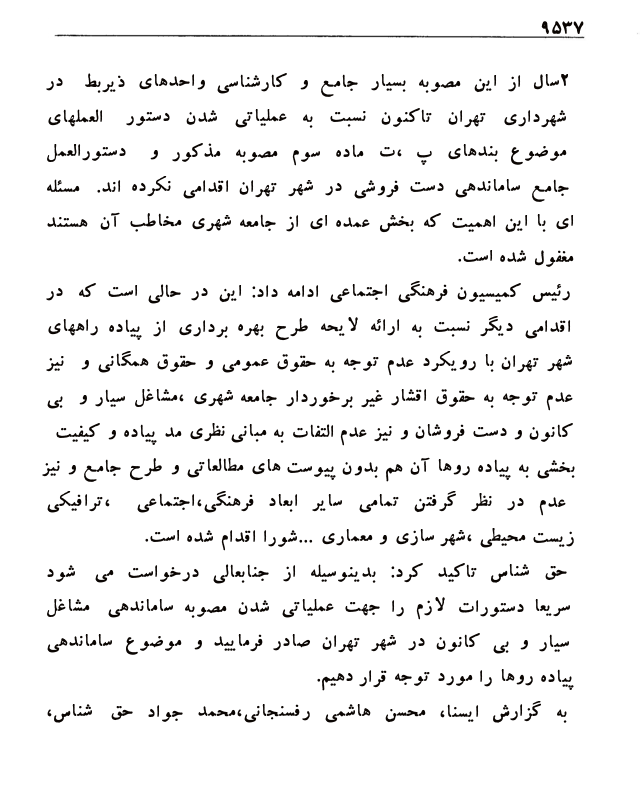 ۹۵۳۷
۲سال از این مصوبه بسیار جامع و کارشناسی واحدهای ذیربط در
شهرداری تهران تاکنون نسبت به عملیاتی شدن دستور العملهای
موضوع بندهای پ ،ت ماده سوم مصوبه مذکور و دستورالعمل
جامع ساماندهی دست فروشی در شهر تهران اقدامی نکرده اند. مسئله
ای با این اهمیت که بخش عمده ای از جامعه شهری مخاطب آن هستند
مغفول شده است.
رئیس کمیسیون فرهنگی اجتماعی ادامه داد: این در حالی است که در
اقدامی دیگر نسبت به ارائه لایحه طرح بهره برداری از پیاده راههای
شهر تهران با رویکرد عدم توجه به حقوق عمومی و حقوق همگانی و نیز
عدم توجه به حقوق اقشار غیر برخوردار جامعه شهری ،مشاغل سیار و بی
کانون و دست فروشان و نیز عدم التفات به مبانی نظری مد پیاده و کیفیت
بخشی به پیاده روها آن هم بدون پیوست های مطالعاتی و طرح جامع و نیز
عدم در نظر گرفتن تمامی سایر ابعاد فرهنگی،اجتماعی ،ترافیکی
زیست محیطی ،شهر سازی و معماری ...شورا اقدام شده است.
حق شناس تاکید کرد: بدینوسیله از جنابعالی درخواست می شود
سریعا دستورات لازم را جهت عملیاتی شدن مصوبه ساماندهی مشاغل
سیار و بی کانون در شهر تهران صادر فرمایید و موضوع ساماندهی
پیاده روها را مورد توجه قرار دهیم.
به گزارش ایسنا، محسن هاشمی رفسنجانی،محمد جواد حق شناس،